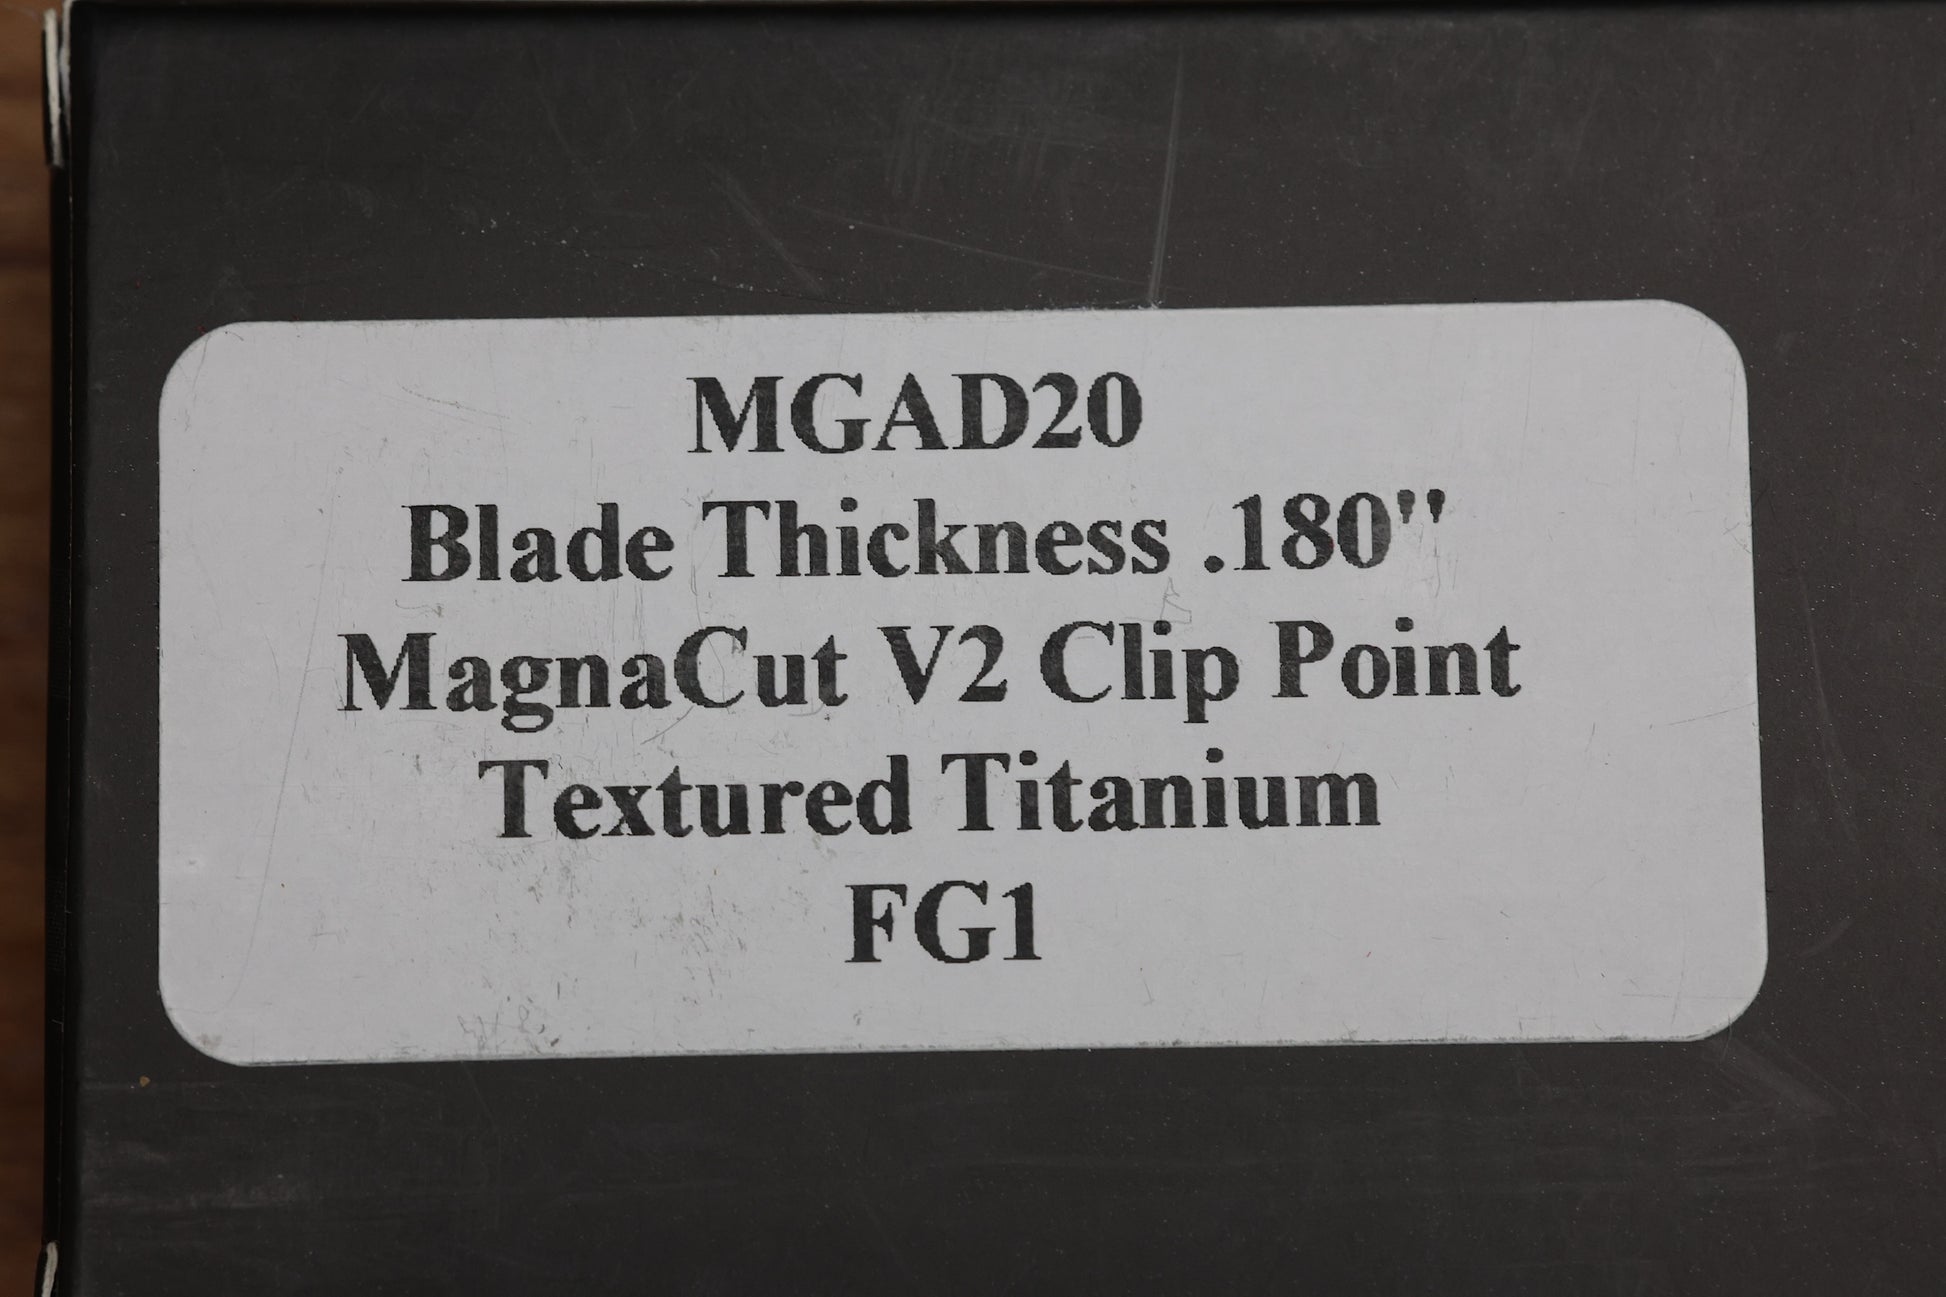 MGAD20
Blade Thickness .180"
MagnaCut V2 Clip Point
Textured Titanium
FG1